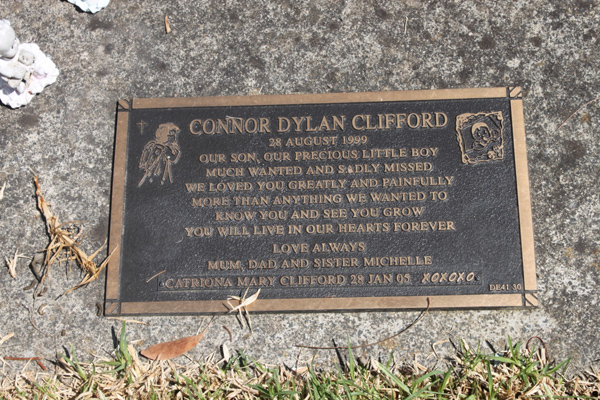 CONNOR DYLAN CLIFFORD
28 AUGUST 1999
OUR SON, OUR PRECIOUS LITTLE BOY
MUCH WANTED AND SADLY MISSED
WE LOVED YOU GREATLY AND PAINFULLY
MORE THAN ANYTHING WE WANTED TO
KNOW YOU AND SEE YOU GROW
YOU WILL LIVE IN OUR HEARTS FOREVER
LOVE ALWAYS
MUM, DAD AND SISTER MICHELLE
CATRIONA MARY CLIFFORD 28 JAN 05 XOXOXO
DE41 30